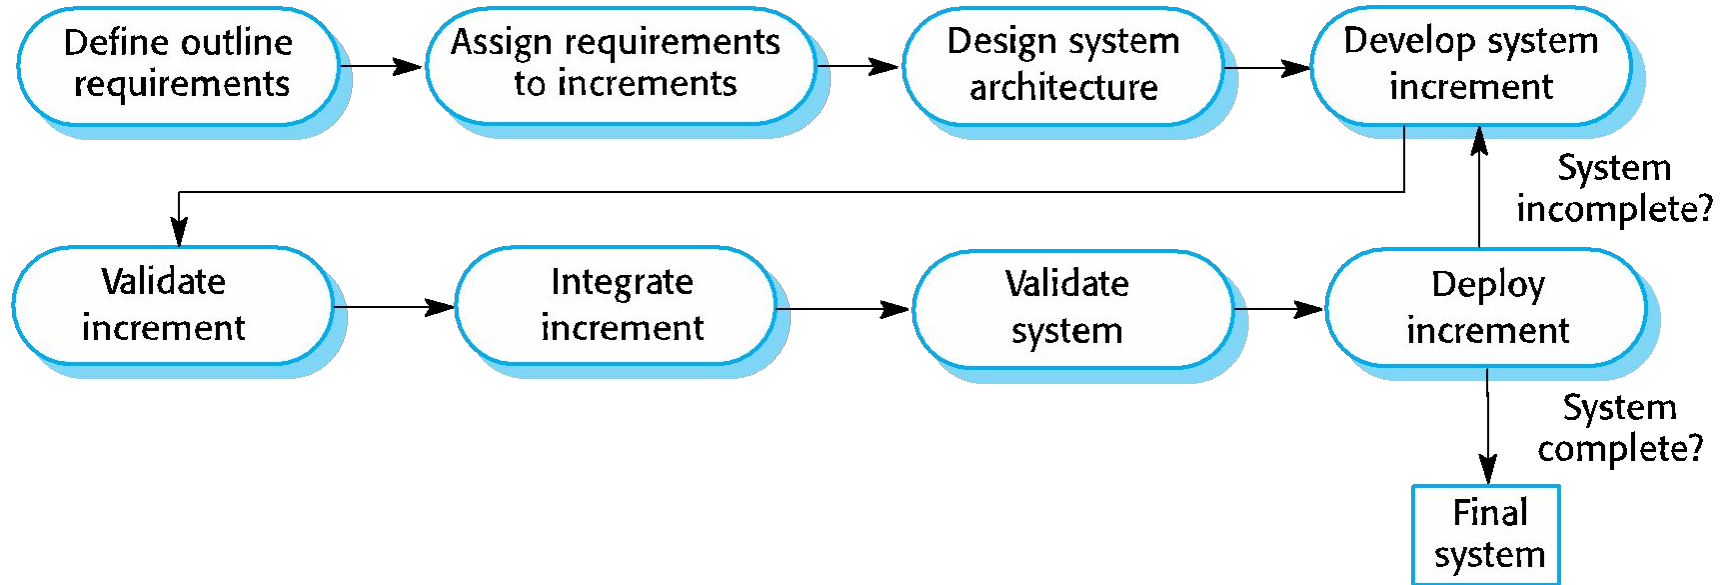 Define outline
requirements
Assign requirements
to increments
Design system
architecture
Develop system
increment
System
incomplete?
Validate
increment
Integrate
increment
Validate
system
Deploy
increment
System
complete?
Final
system